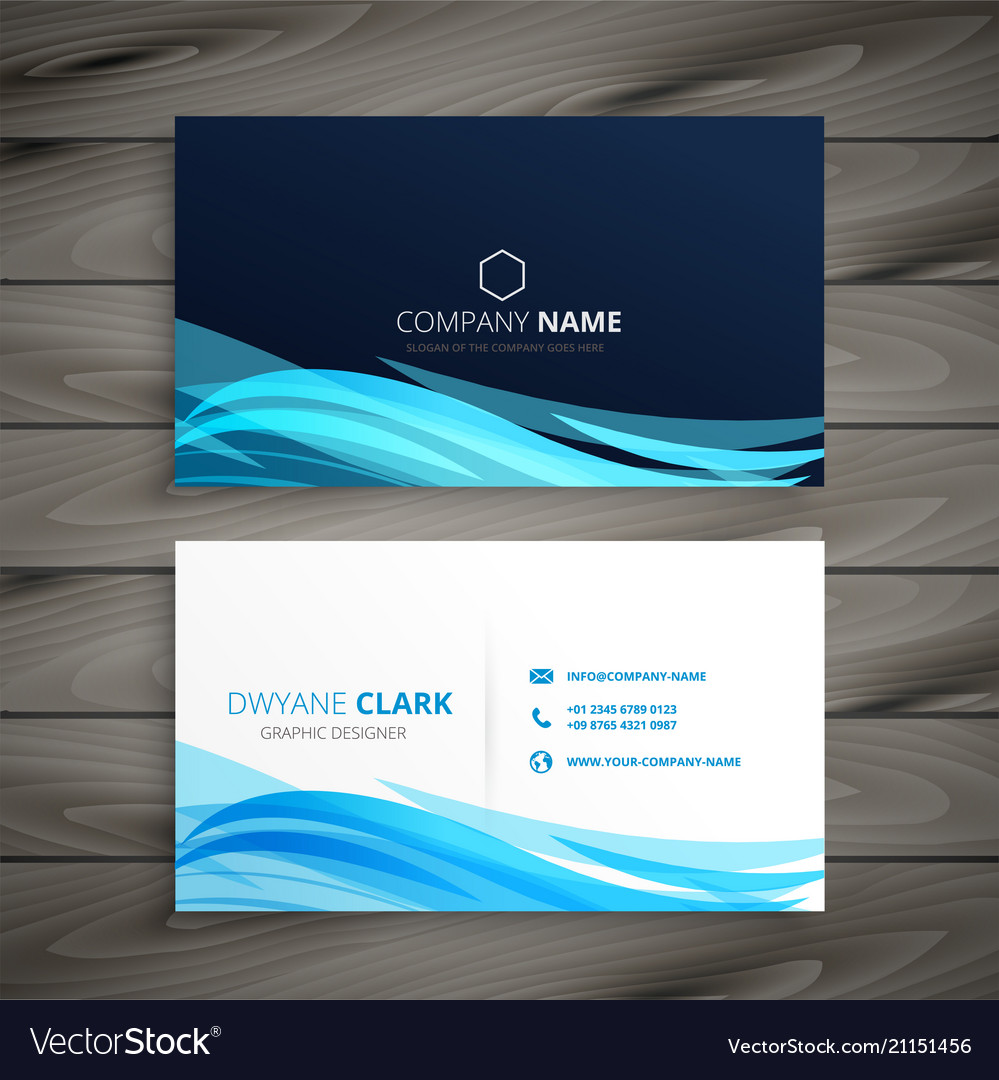 COMPANY NAME
SLOGAN OF THE COMPANY GOES HERE
DWYANE CLARK
GRAPHIC DESIGNER
INFO@COMPANY-NAME
+01 2345 6789 0123
+09 8765 4321 0987
WWW.YOUR-COMPANY-NAME
VectorStock®
VectorStock.com/21151456